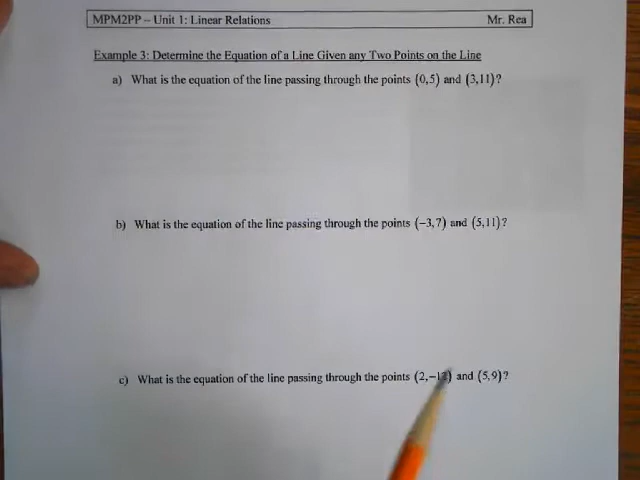 MPM2PP – Unit 1: Linear Relations Mr. Rea
Example 3: Determine the Equation of a Line Given any Two Points on the Line
a) What is the equation of the line passing through the points (0,5) and (3,11)?
b) What is the equation of the line passing through the points (−3,7) and (5,11)?
c) What is the equation of the line passing through the points and (5,9)?